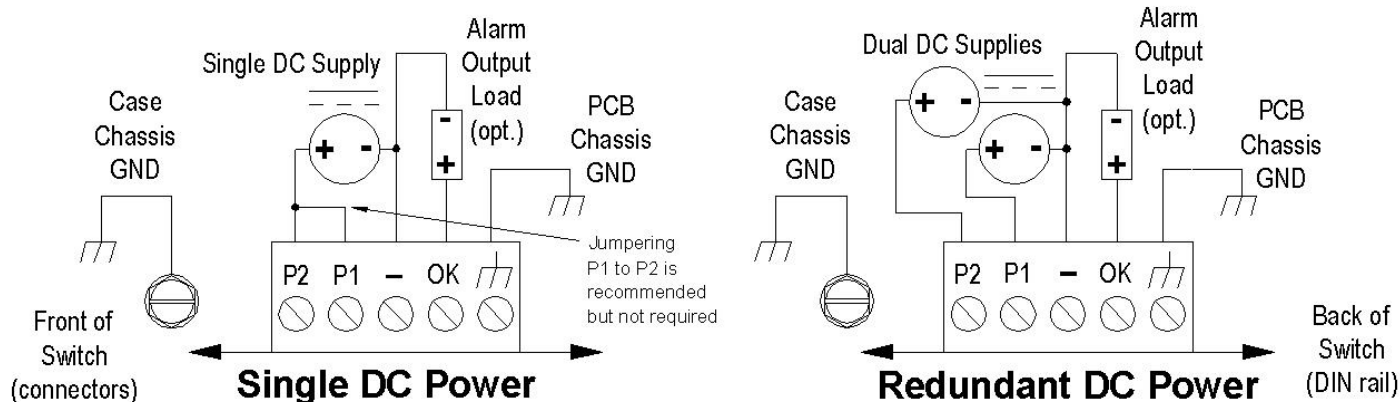 Single DC Supply
Alarm
Output
Load
(opt.)
Case
Chassis
GND
PCB
Chassis
GND
+ -
-
+
Jumpering
P1 to P2 is
recommended
but not required
P2 P1 – OK
Front of
Switch
(connectors)
Single DC Power
Dual DC Supplies
Alarm
Output
Load
(opt.)
Case
Chassis
GND
PCB
Chassis
GND
+ -
+ -
-
+
P2 P1 – OK
Back of
Switch
(DIN rail)
Redundant DC Power